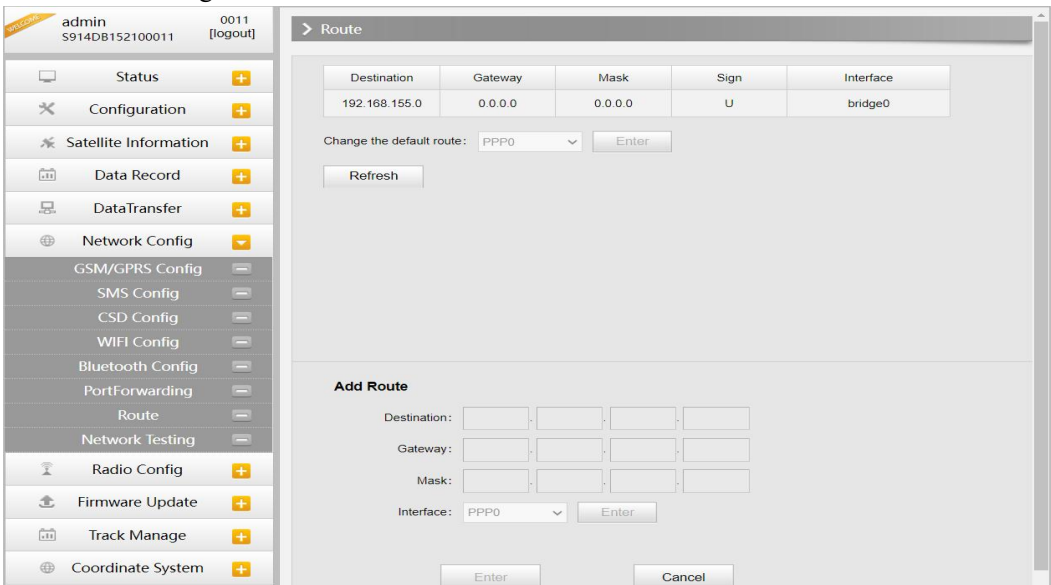 WELCOME
admin 0011
S914DB152100011 [logout]
Status
Configuration
Satellite Information
Data Record
DataTransfer
Network Config
GSM/GPRS Config
SMS Config
CSD Config
WIFI Config
Bluetooth Config
PortForwarding
Route
Network Testing
Radio Config
Firmware Update
Track Manage
Coordinate System
Route
Destination Gateway Mask Sign Interface
192.168.155.0 0.0.0.0 0.0.0.0 U bridge0
Change the default route: PPP0 Enter
Refresh
Add Route
Destination: . . .
Gateway: . . .
Mask: . . .
Interface: PPP0 Enter
Enter Cancel